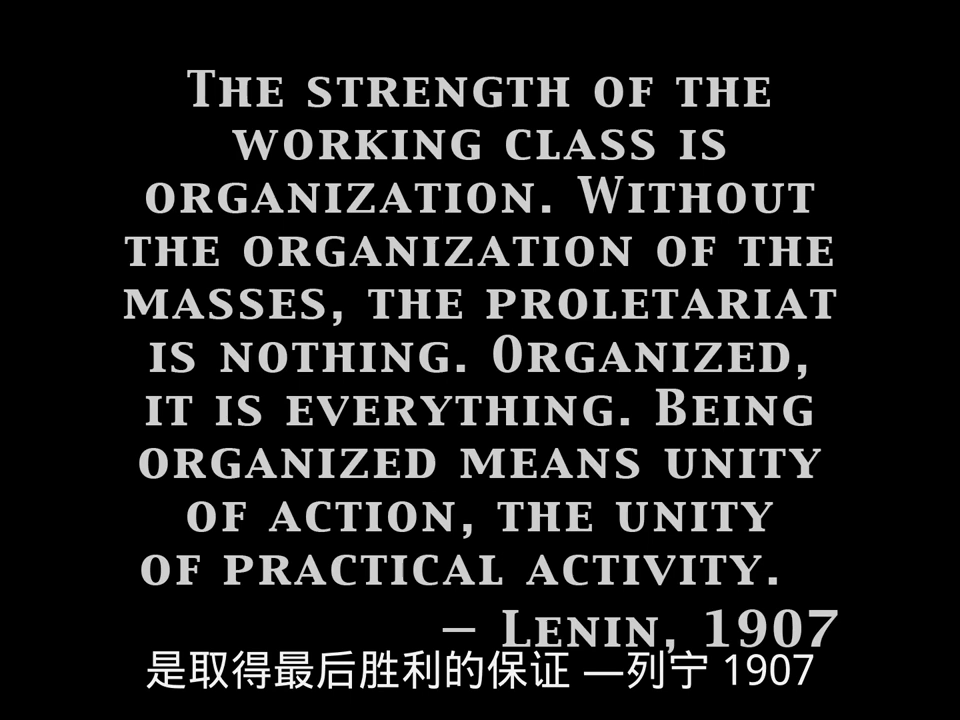 The strength of the
working class is
organization. Without
the organization of the
masses, the proletariat
is nothing. Organized,
it is everything. Being
organized means unity
of action, the unity
of practical activity.
– Lenin, 1907
是取得最后胜利的保证 —列宁 1907